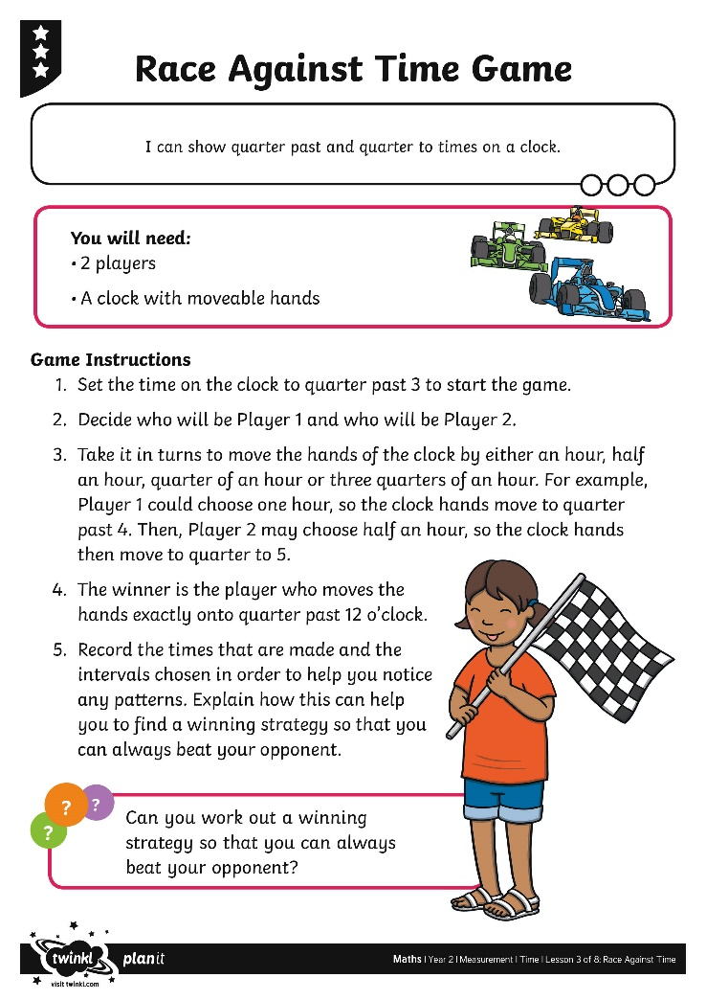 Race Against Time Game
I can show quarter past and quarter to times on a clock.
You will need:
• 2 players
• A clock with moveable hands
Game Instructions
1. Set the time on the clock to quarter past 3 to start the game.
2. Decide who will be Player 1 and who will be Player 2.
3. Take it in turns to move the hands of the clock by either an hour, half
an hour, quarter of an hour or three quarters of an hour. For example,
Player 1 could choose one hour, so the clock hands move to quarter
past 4. Then, Player 2 may choose half an hour, so the clock hands
then move to quarter to 5.
4. The winner is the player who moves the
hands exactly onto quarter past 12 o'clock.
5. Record the times that are made and the
intervals chosen in order to help you notice
any patterns. Explain how this can help
you to find a winning strategy so that you
can always beat your opponent.
? ? ?
Can you work out a winning
strategy so that you can always
beat your opponent?
twinkl planit
visit twinkl.com
Maths | Year 2 | Measurement | Time | Lesson 3 of 8: Race Against Time